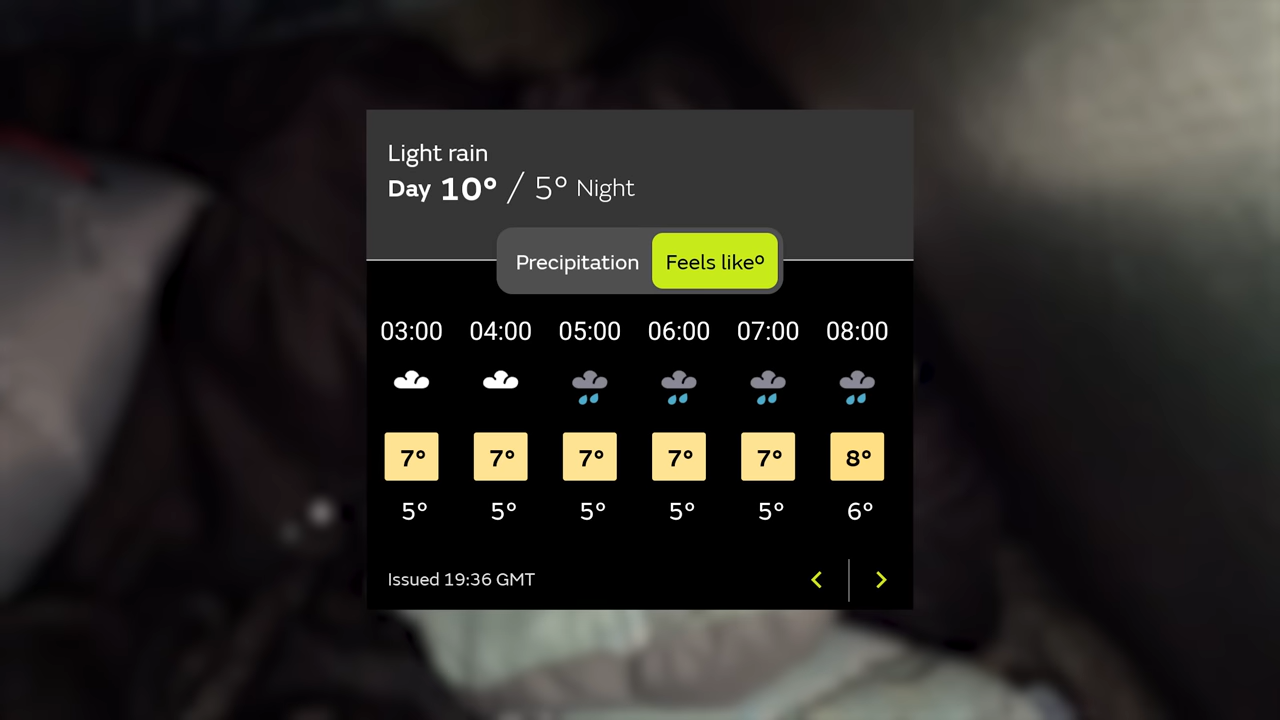 Light rain
Day 10° / 5° Night
Precipitation Feels like°
03:00 04:00 05:00 06:00 07:00 08:00
7° 7° 7° 7° 7° 8°
5° 5° 5° 5° 5° 6°
Issued 19:36 GMT